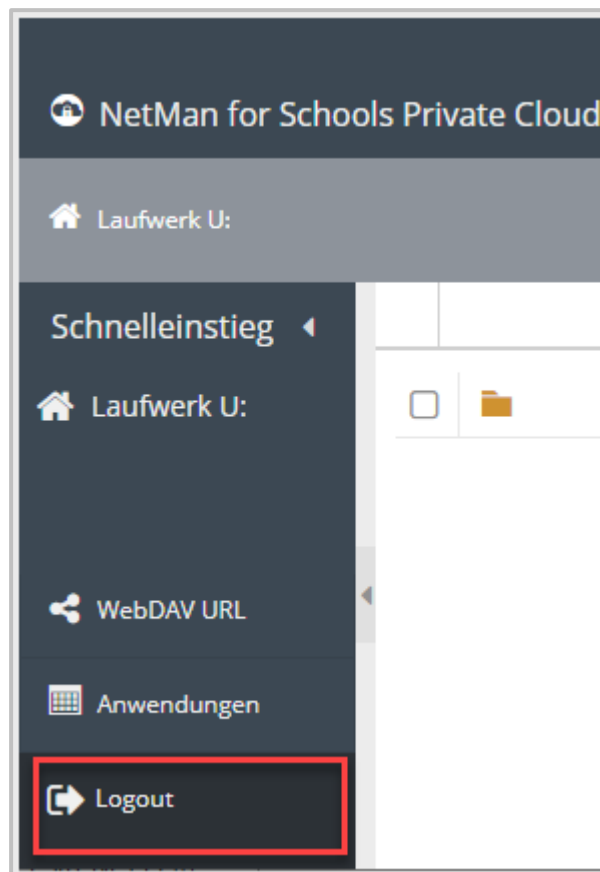 NetMan for Schools Private Cloud
Laufwerk U:
Schnelleinstieg
Laufwerk U:
WebDAV URL
Anwendungen
Logout